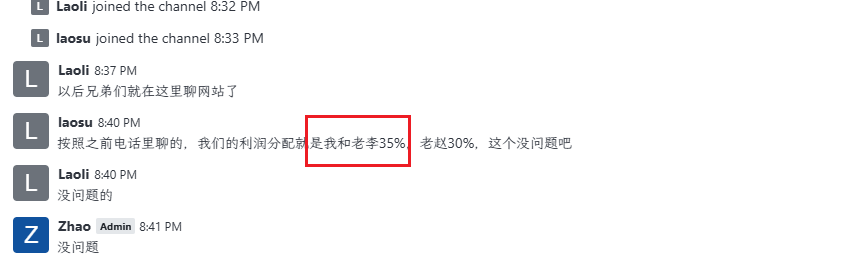 L Laoli joined the channel 8:32 PM
L laosu joined the channel 8:33 PM
L Laoli 8:37 PM
以后兄弟们就在这里聊网站了
L laosu 8:40 PM
按照之前电话里聊的，我们的利润分配就是我和老李35%，老赵30%，这个没问题吧
L Laoli 8:40 PM
没问题的
Z Zhao Admin 8:41 PM
没问题